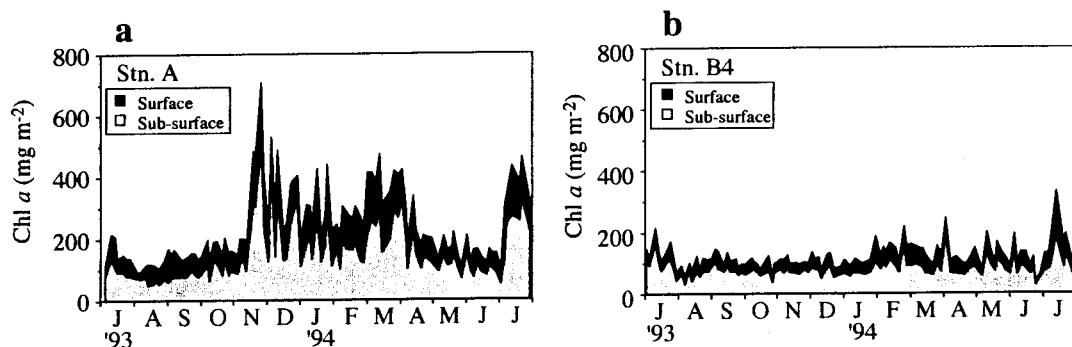 a
800
600
400
200
0
Chl a (mg m-2)
Stn. A
Surface
Sub-surface
J A S O N D J F M A M J J
'93 '94
b
800
600
400
200
0
Chl a (mg m-2)
Stn. B4
Surface
Sub-surface
J A S O N D J F M A M J J
'93 '94